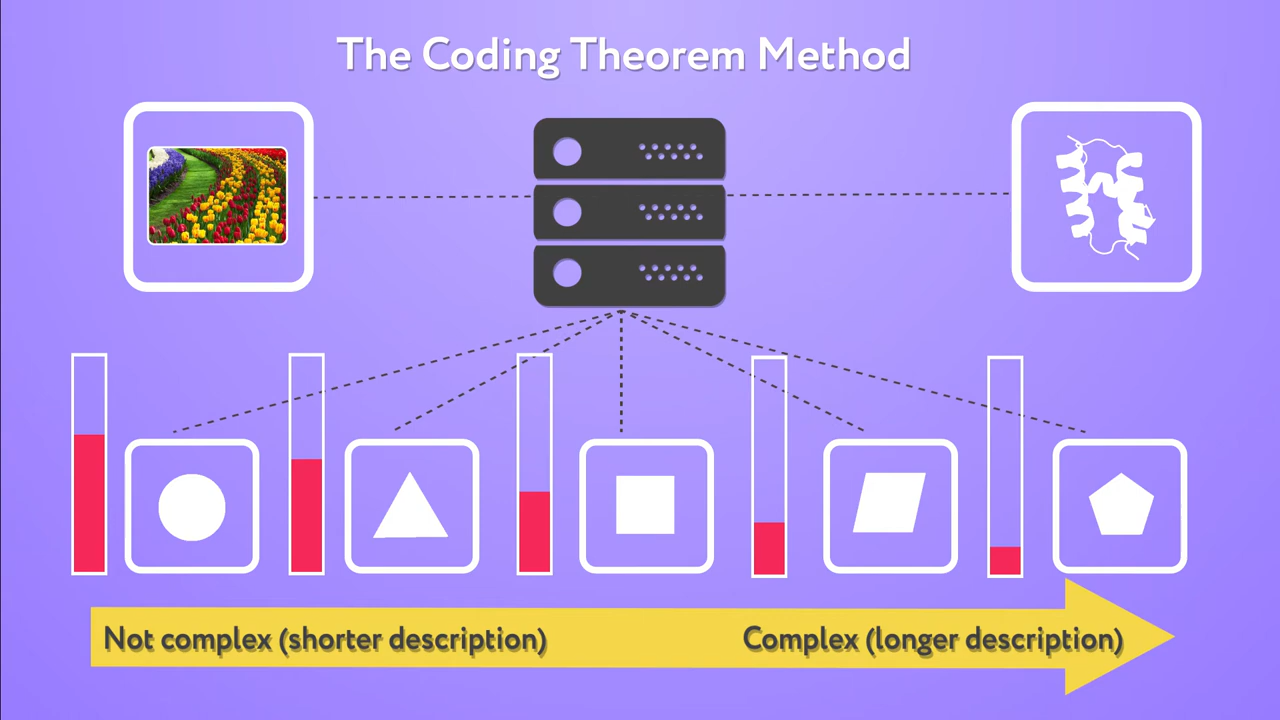 The Coding Theorem Method
Not complex (shorter description)
Complex (longer description)